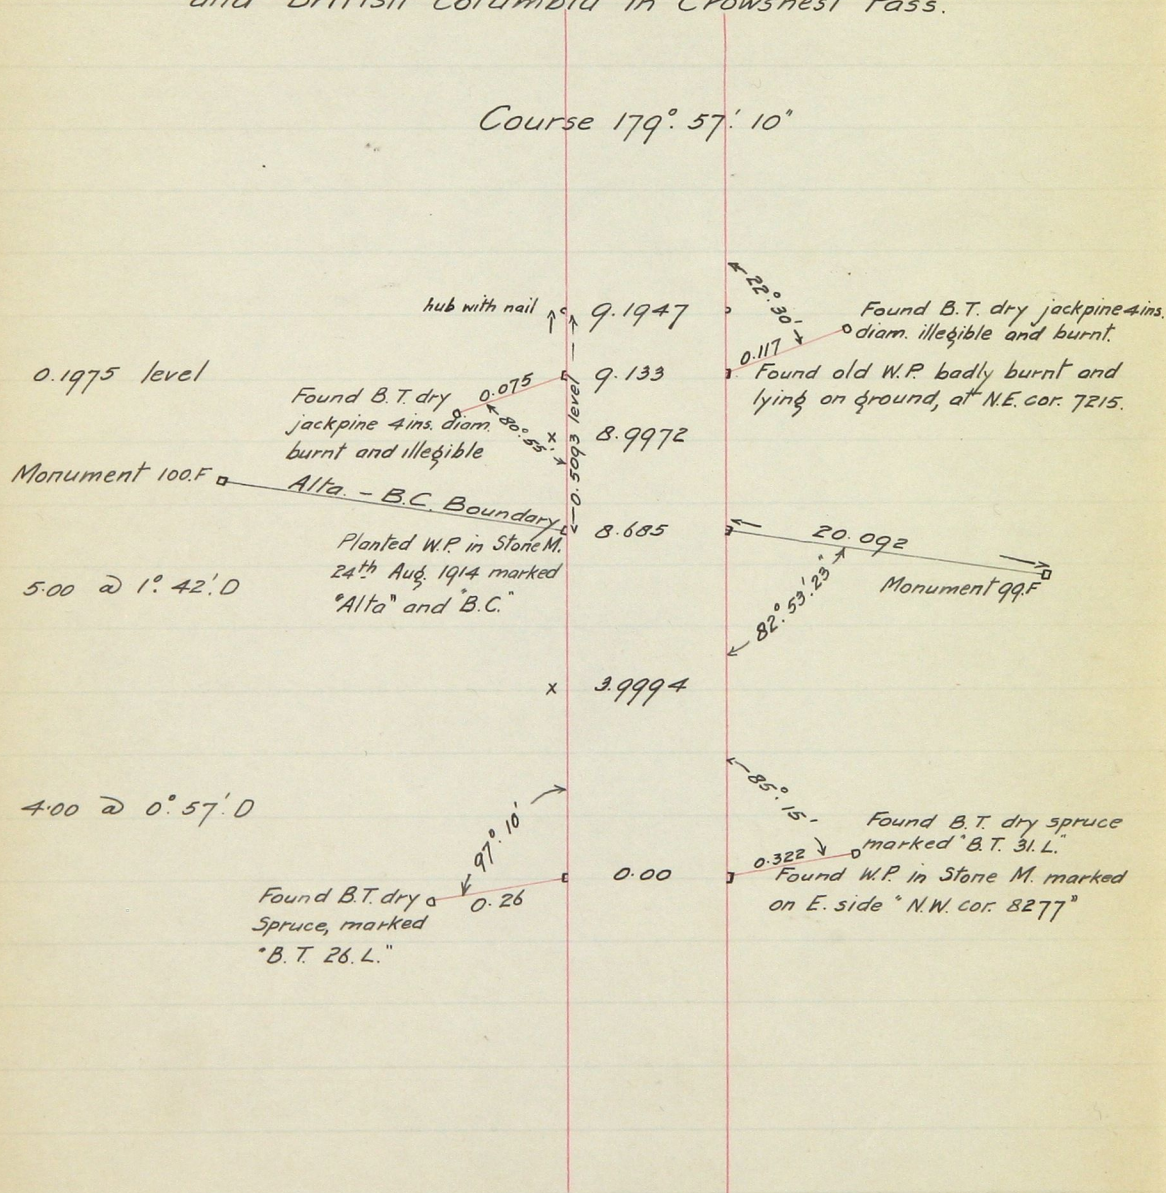 and British Columbia in Crowsnest Pass.
Course 179°. 57'. 10"
hub with nail
9.1947
22°. 30'
Found B.T. dry jackpine 4 ins.
diam. illegible and burnt.
0.117
0.1975 level
9.133
Found old W.P. badly burnt and
lying on ground, at N.E. cor. 7215.
Found B.T. dry
jackpine 4 ins. diam.
burnt and illegible
0.075
80°. 55'
x
0.5093 level
8.9972
Monument 100.F
Alta. – B.C. Boundary
8.685
20.092
Monument 99.F
82°. 53'. 23"
Planted W.P. in Stone M.
24th Aug. 1914 marked
"Alta" and "B.C."
5.00 @ 1°. 42'. D
x
3.9994
4.00 @ 0°. 57'. D
97°. 10'
85°. 15'
Found B.T. dry spruce
marked "B.T. 31. L."
0.322
0.00
Found W.P. in Stone M. marked
on E. side "N.W. cor. 8277"
Found B.T. dry
Spruce, marked
"B.T. 26. L."
0.26